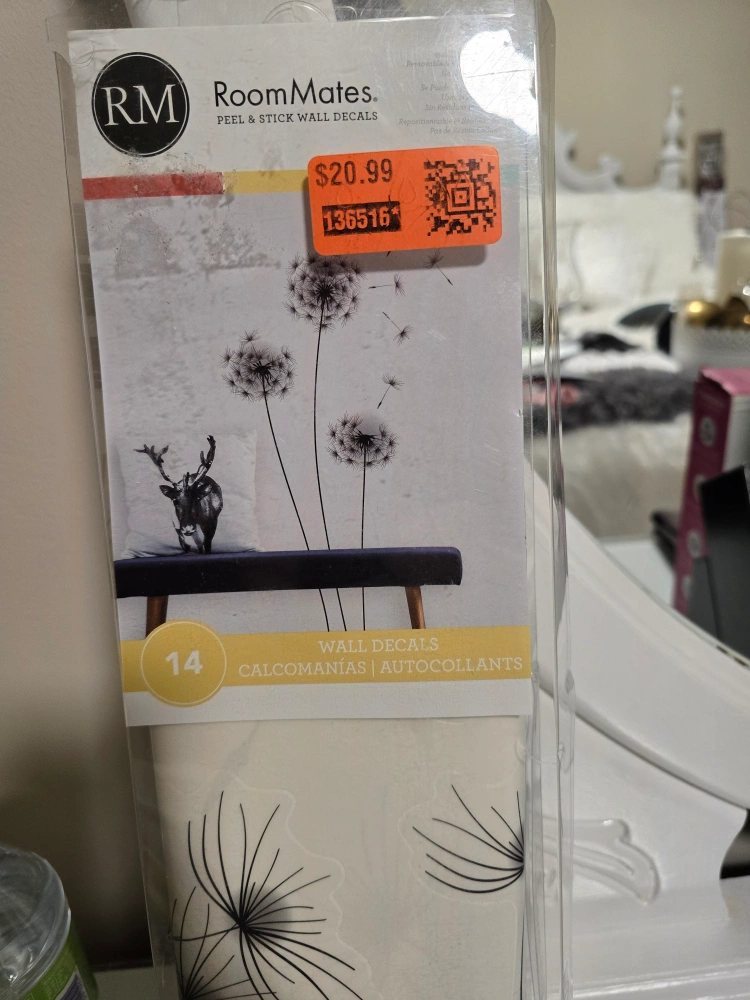 RM
RoomMates®
PEEL & STICK WALL DECALS
$20.99
136516*
14
WALL DECALS
CALCOMANÍAS | AUTOCOLLANTS